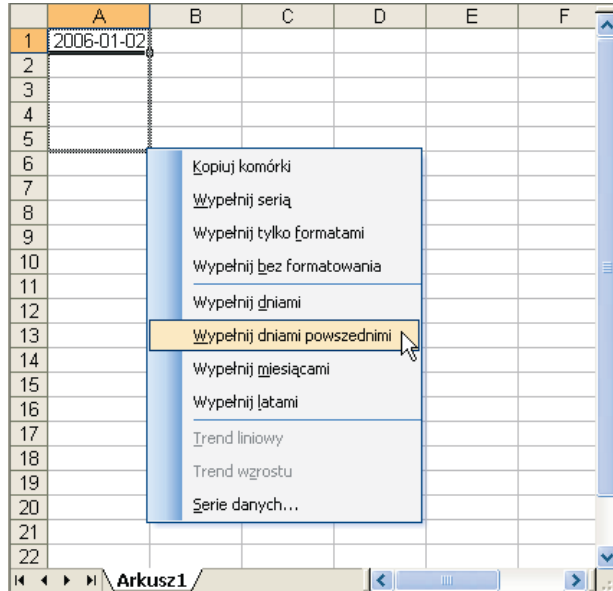 A B C D E F
1 2006-01-02
2
3
4
5
6
7
8
9
10
11
12
13
14
15
16
17
18
19
20
21
22
Kopiuj komórki
Wypełnij serią
Wypełnij tylko formatami
Wypełnij bez formatowania
Wypełnij dniami
Wypełnij dniami powszednimi
Wypełnij miesiącami
Wypełnij latami
Trend liniowy
Trend wzrostu
Serie danych...
Arkusz1